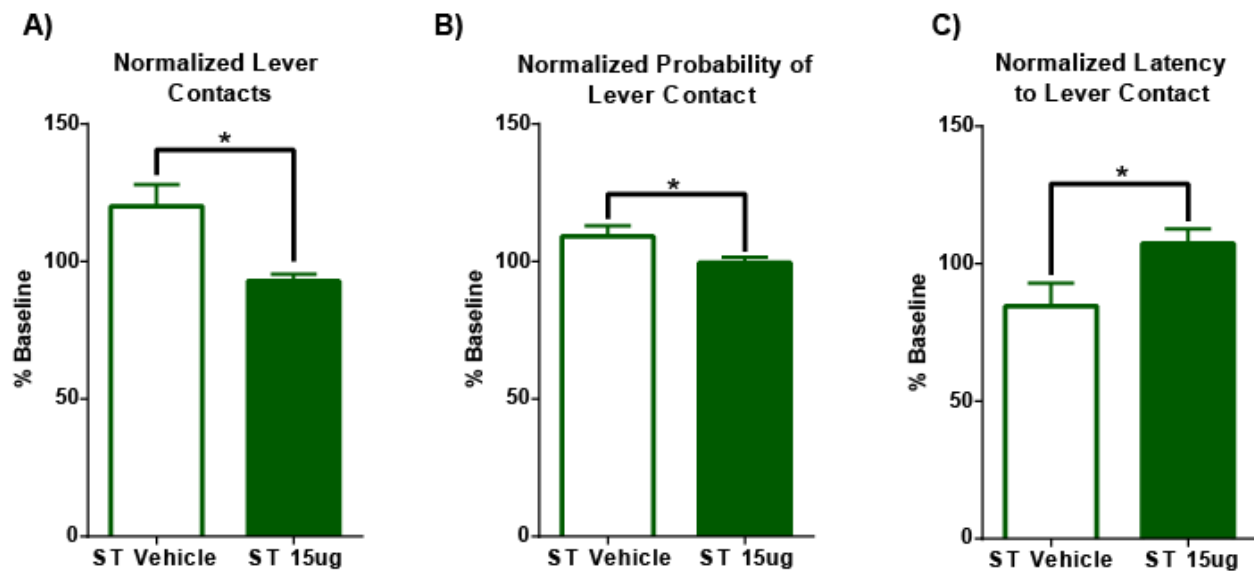 A)
Normalized Lever
Contacts
150
100
50
0
% Baseline
*
ST Vehicle
ST 15ug
B)
Normalized Probability of
Lever Contact
150
100
50
0
% Baseline
*
ST Vehicle
ST 15ug
C)
Normalized Latency
to Lever Contact
150
100
50
0
% Baseline
*
ST Vehicle
ST 15ug